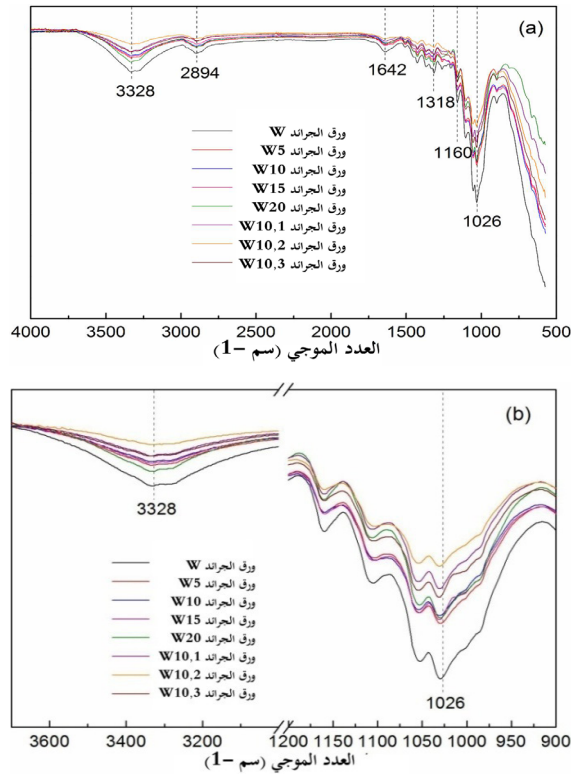 (a)
3328
2894
1642
1318
1160
1026
ورق الجرائد W
ورق الجرائد W5
ورق الجرائد W10
ورق الجرائد W15
ورق الجرائد W20
ورق الجرائد W10,1
ورق الجرائد W10,2
ورق الجرائد W10,3
4000 3500 3000 2500 2000 1500 1000 500
العدد الموجي (سم –1)
(b)
3328
1026
ورق الجرائد W
ورق الجرائد W5
ورق الجرائد W10
ورق الجرائد W15
ورق الجرائد W20
ورق الجرائد W10,1
ورق الجرائد W10,2
ورق الجرائد W10,3
3600 3400 3200 1200 1150 1100 1050 1000 950 900
العدد الموجي (سم –1)